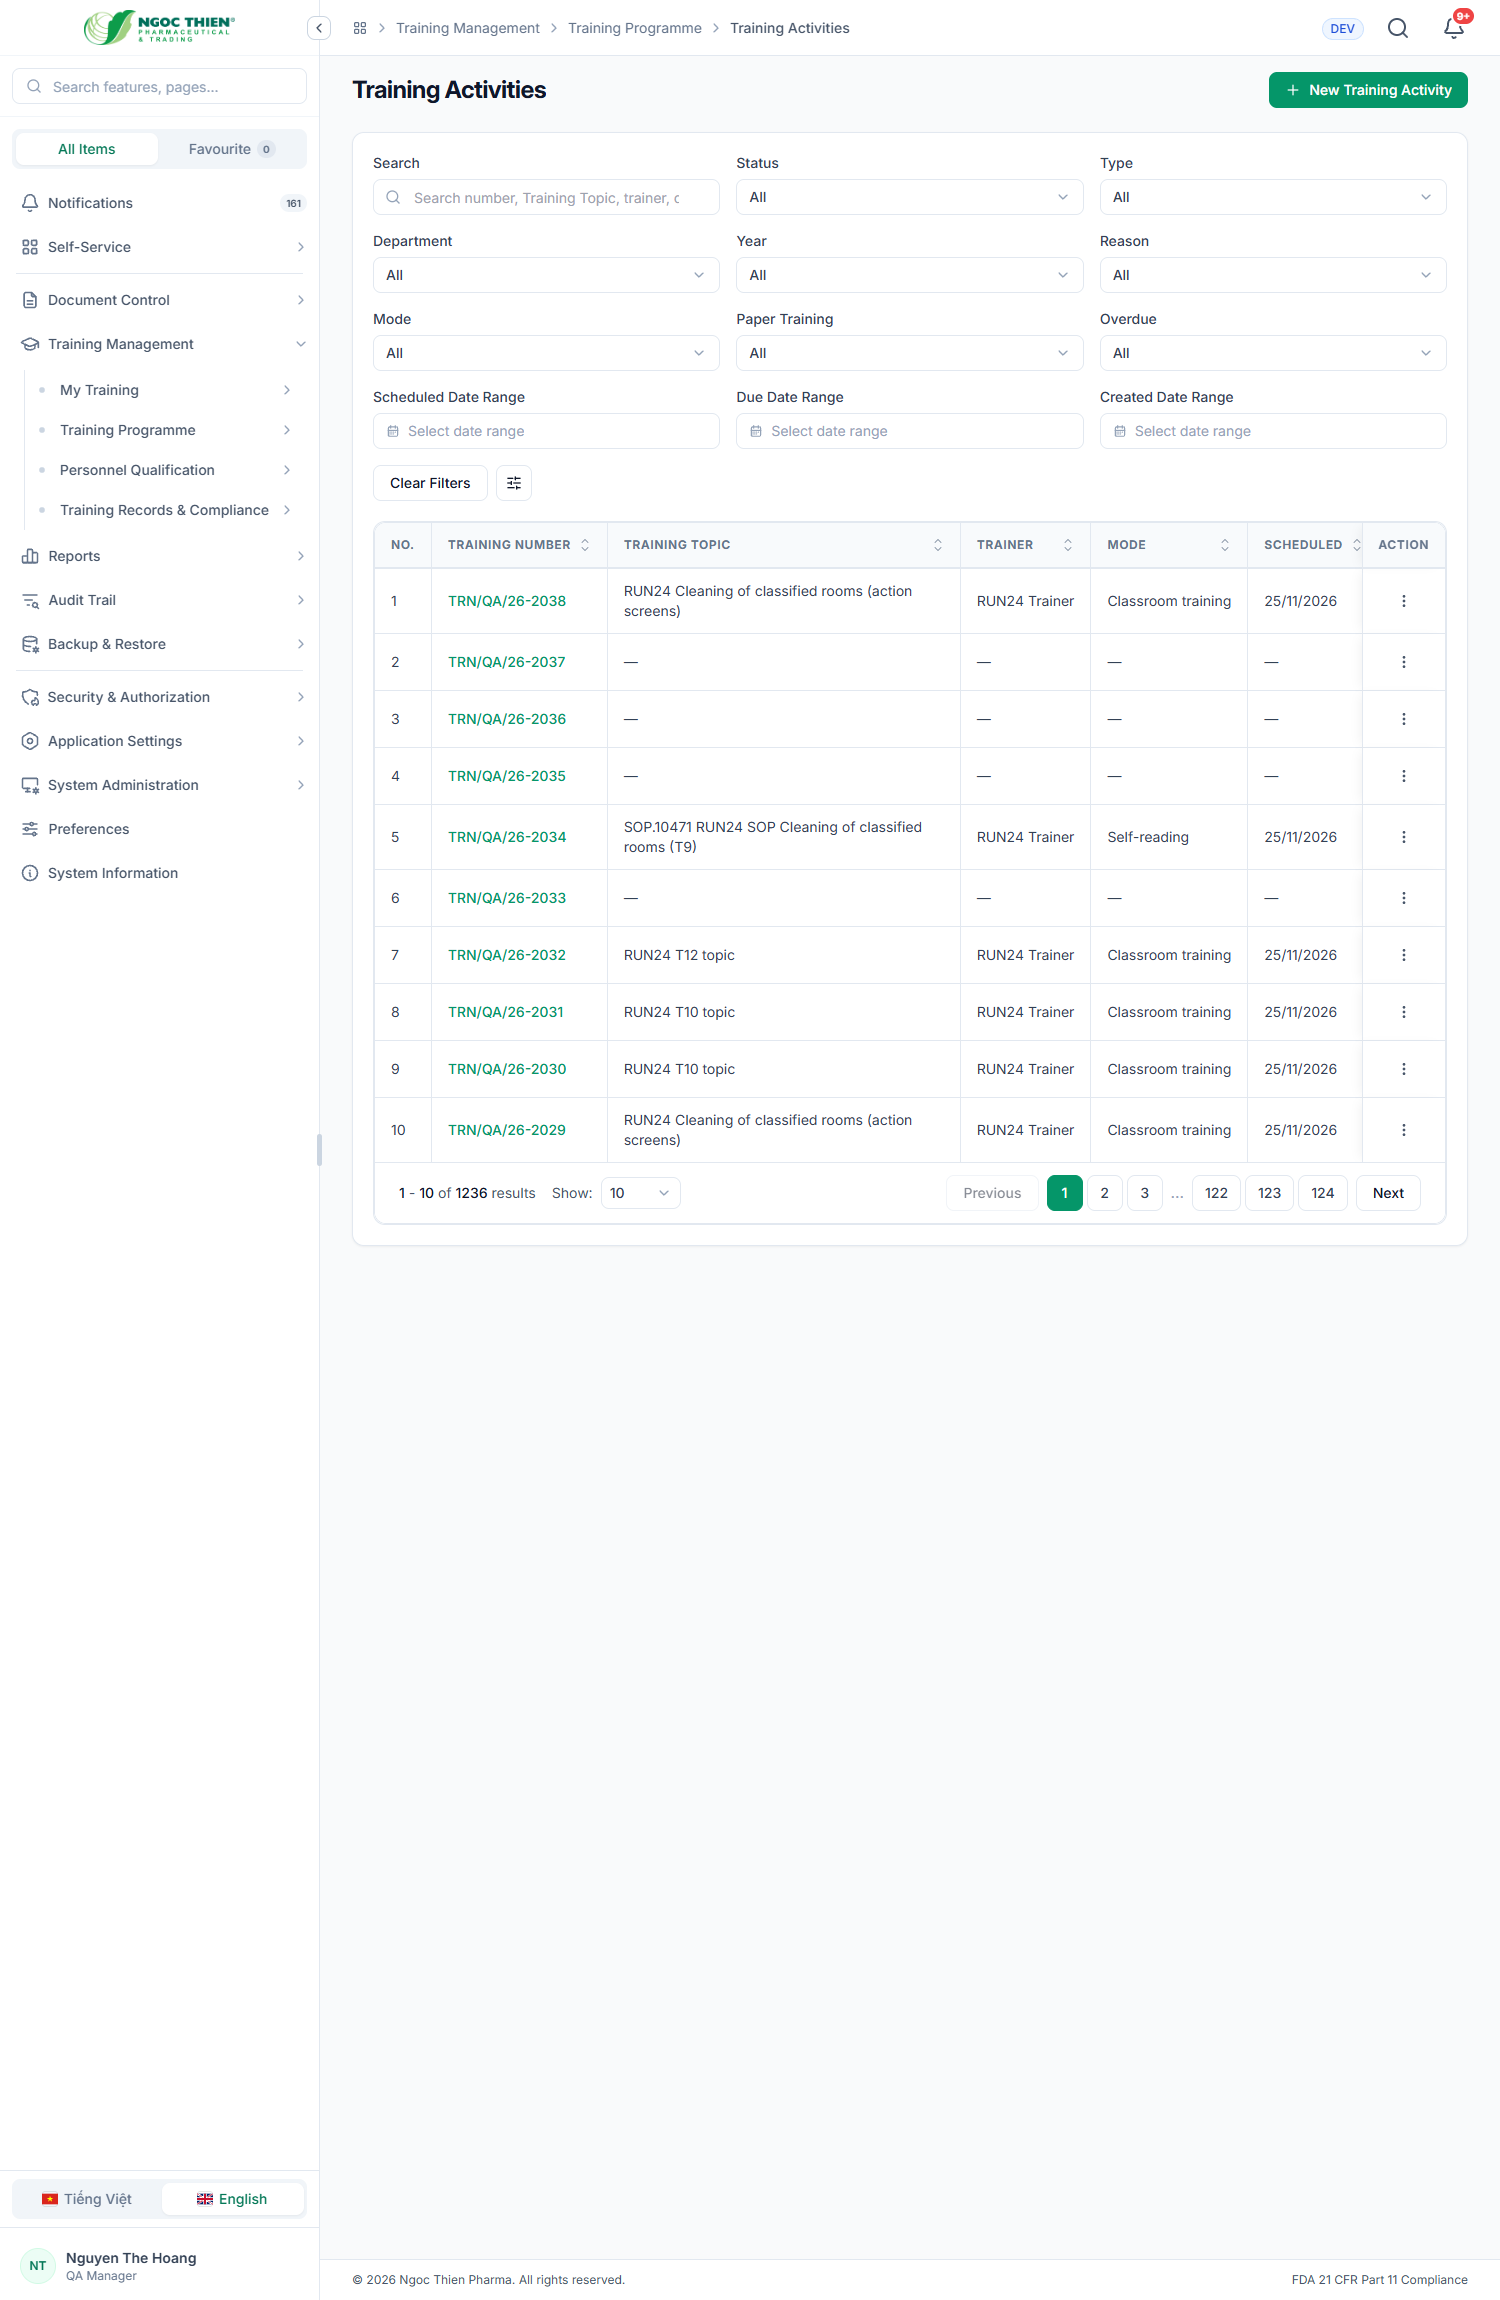 NGOC THIEN®
PHARMACEUTICAL
& TRADING
Search features, pages...
All Items
Favourite 0
Notifications 161
Self-Service
Document Control
Training Management
My Training
Training Programme
Personnel Qualification
Training Records & Compliance
Reports
Audit Trail
Backup & Restore
Security & Authorization
Application Settings
System Administration
Preferences
System Information
Tiếng Việt
English
NT
Nguyen The Hoang
QA Manager
Training Management
Training Programme
Training Activities
DEV
9+
Training Activities
New Training Activity
Search
Status
Type
Search number, Training Topic, trainer, c
All
All
Department
Year
Reason
All
All
All
Mode
Paper Training
Overdue
All
All
All
Scheduled Date Range
Due Date Range
Created Date Range
Select date range
Select date range
Select date range
Clear Filters
NO. TRAINING NUMBER TRAINING TOPIC TRAINER MODE SCHEDULED ACTION
1 TRN/QA/26-2038 RUN24 Cleaning of classified rooms (action screens) RUN24 Trainer Classroom training 25/11/2026
2 TRN/QA/26-2037 — — — —
3 TRN/QA/26-2036 — — — —
4 TRN/QA/26-2035 — — — —
5 TRN/QA/26-2034 SOP.10471 RUN24 SOP Cleaning of classified rooms (T9) RUN24 Trainer Self-reading 25/11/2026
6 TRN/QA/26-2033 — — — —
7 TRN/QA/26-2032 RUN24 T12 topic RUN24 Trainer Classroom training 25/11/2026
8 TRN/QA/26-2031 RUN24 T10 topic RUN24 Trainer Classroom training 25/11/2026
9 TRN/QA/26-2030 RUN24 T10 topic RUN24 Trainer Classroom training 25/11/2026
10 TRN/QA/26-2029 RUN24 Cleaning of classified rooms (action screens) RUN24 Trainer Classroom training 25/11/2026
1 - 10 of 1236 results Show: 10 Previous 1 2 3 ... 122 123 124 Next
© 2026 Ngoc Thien Pharma. All rights reserved.
FDA 21 CFR Part 11 Compliance